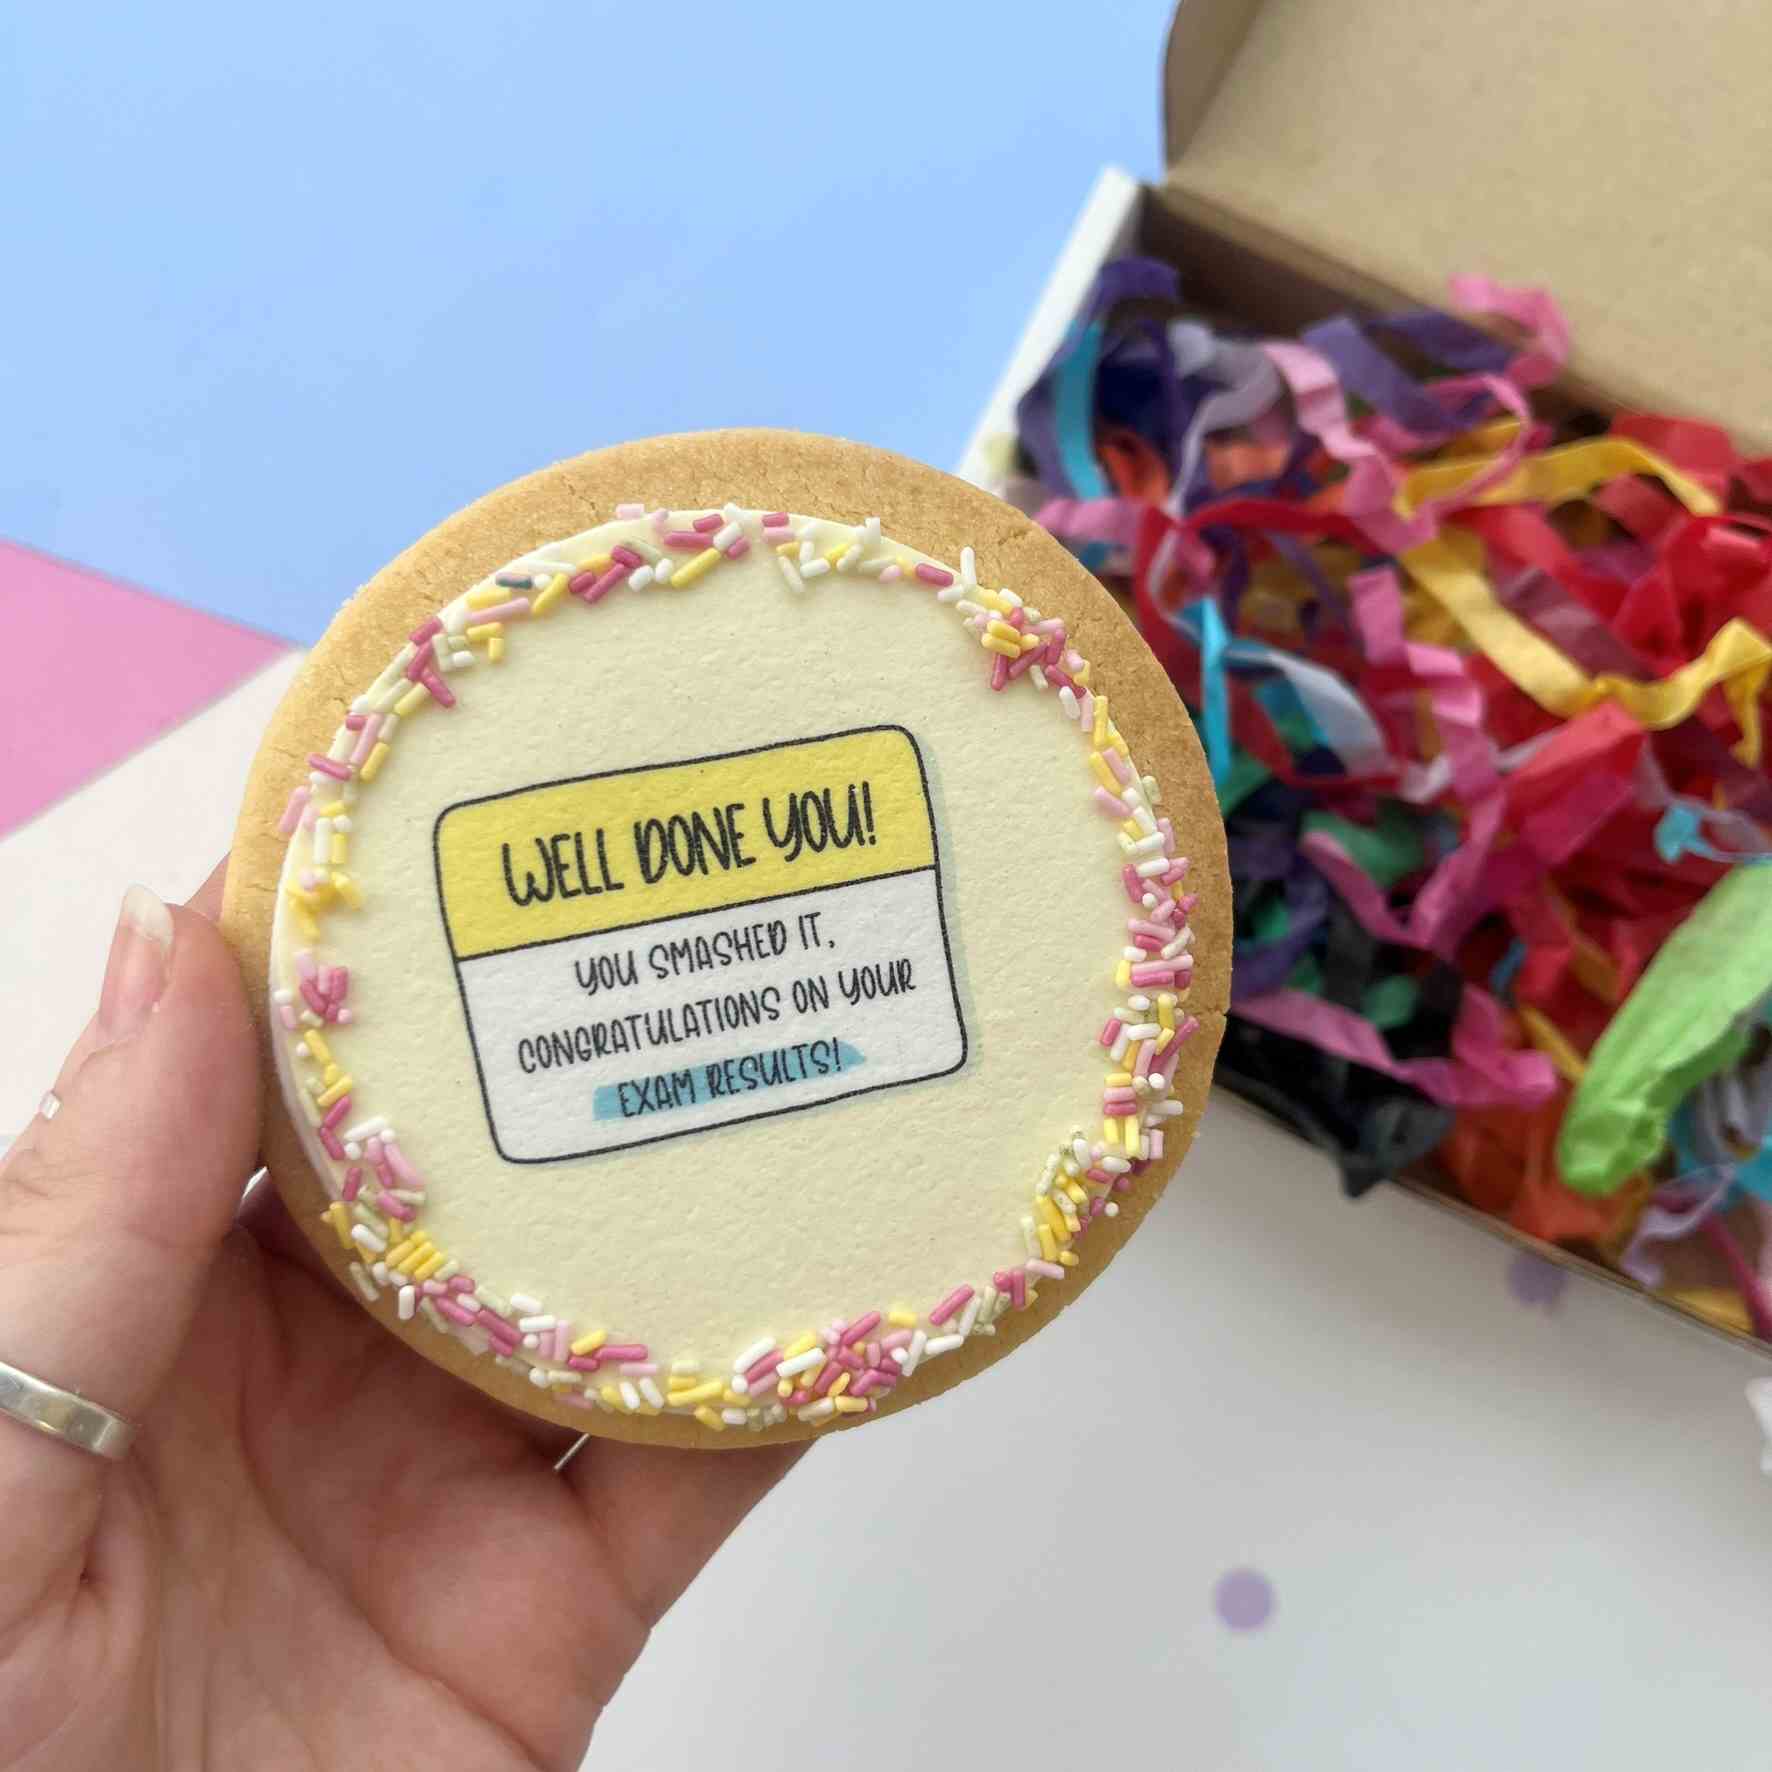 WELL DONE YOU!
YOU SMASHED IT,
CONGRATULATIONS ON YOUR
EXAM RESULTS!